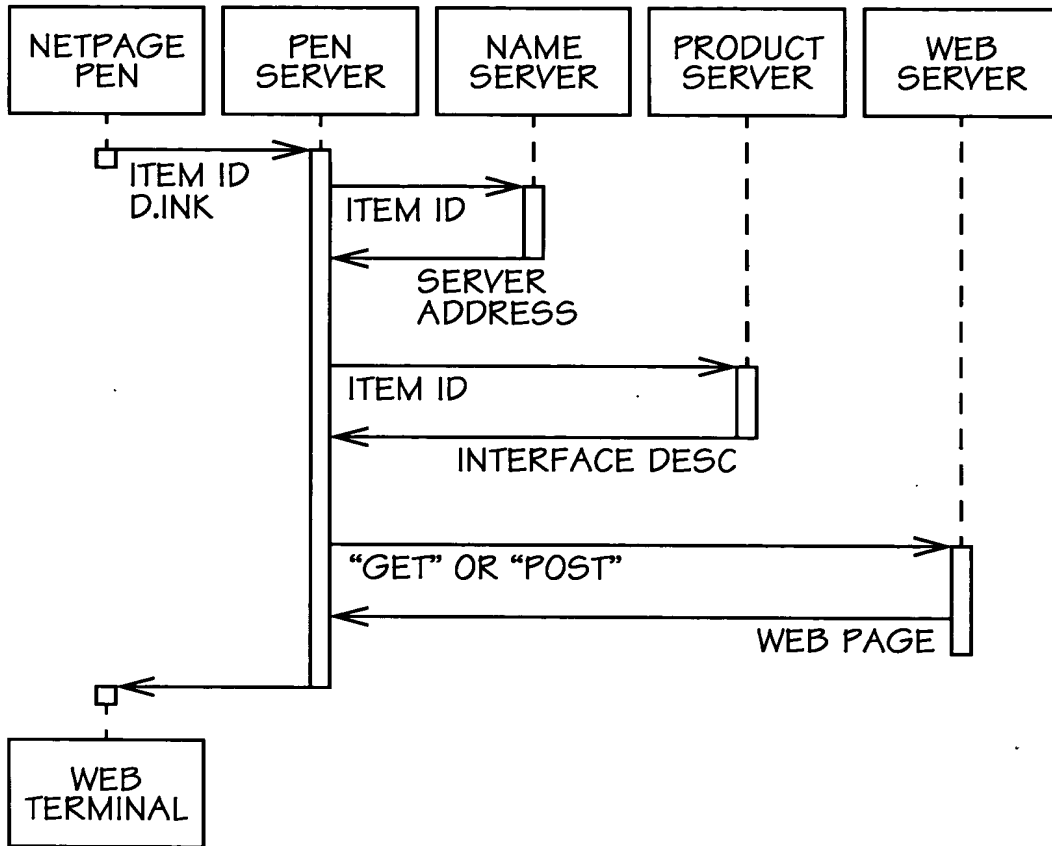 NETPAGE
PEN
PEN
SERVER
NAME
SERVER
PRODUCT
SERVER
WEB
SERVER
ITEM ID
D.INK
ITEM ID
SERVER
ADDRESS
ITEM ID
INTERFACE DESC
“GET” OR “POST”
WEB PAGE
WEB
TERMINAL